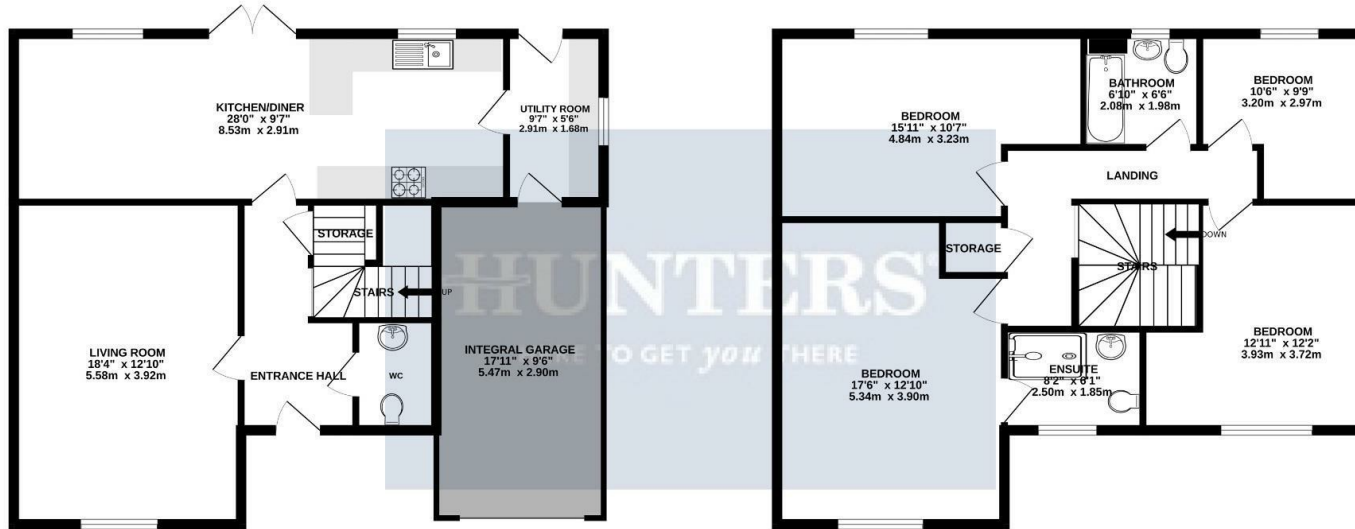 KITCHEN/DINER
28'0" x 9'7"
8.53m x 2.91m
UTILITY ROOM
9'7" x 5'6"
2.91m x 1.68m
STORAGE
STAIRS
UP
LIVING ROOM
18'4" x 12'10"
5.58m x 3.92m
ENTRANCE HALL
WC
INTEGRAL GARAGE
17'11" x 9'6"
5.47m x 2.90m
BEDROOM
15'11" x 10'7"
4.84m x 3.23m
BATHROOM
6'10" x 6'6"
2.08m x 1.98m
BEDROOM
10'6" x 9'9"
3.20m x 2.97m
LANDING
STORAGE
DOWN
STAIRS
BEDROOM
17'6" x 12'10"
5.34m x 3.90m
ENSUITE
8'2" x 6'1"
2.50m x 1.85m
BEDROOM
12'11" x 12'2"
3.93m x 3.72m
HUNTERS®
TO GET you THERE